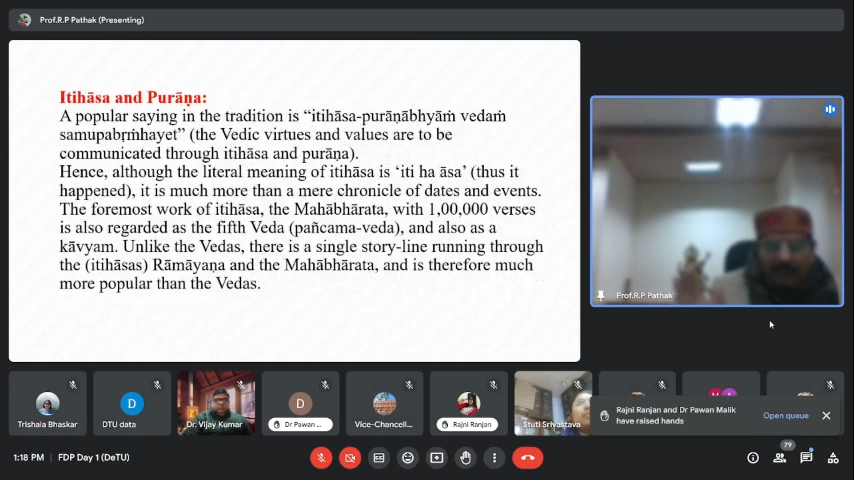 Prof.R.P Pathak (Presenting)
Itihāsa and Purāṇa:
A popular saying in the tradition is “itihāsa-purāṇābhyāṁ vedaṁ
samupabṛṁhayet” (the Vedic virtues and values are to be
communicated through itihāsa and purāṇa).
Hence, although the literal meaning of itihāsa is ‘iti ha āsa’ (thus it
happened), it is much more than a mere chronicle of dates and events.
The foremost work of itihāsa, the Mahābhārata, with 1,00,000 verses
is also regarded as the fifth Veda (pañcama-veda), and also as a
kāvyam. Unlike the Vedas, there is a single story-line running through
the (itihāsas) Rāmāyaṇa and the Mahābhārata, and is therefore much
more popular than the Vedas.
Prof.R.P Pathak
Trishala Bhaskar
D
DTU data
Dr. Vijay Kumar
D
Dr Pawan ...
Vice-Chancell...
Rajni Ranjan
Stuti Srivastava
Rajni Ranjan and Dr Pawan Malik
have raised hands
Open queue
1:18 PM
FDP Day 1 (DeTU)
79